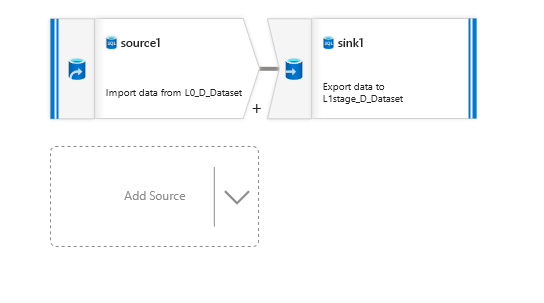 source1
Import data from L0_D_Dataset
+
sink1
Export data to
L1stage_D_Dataset
Add Source